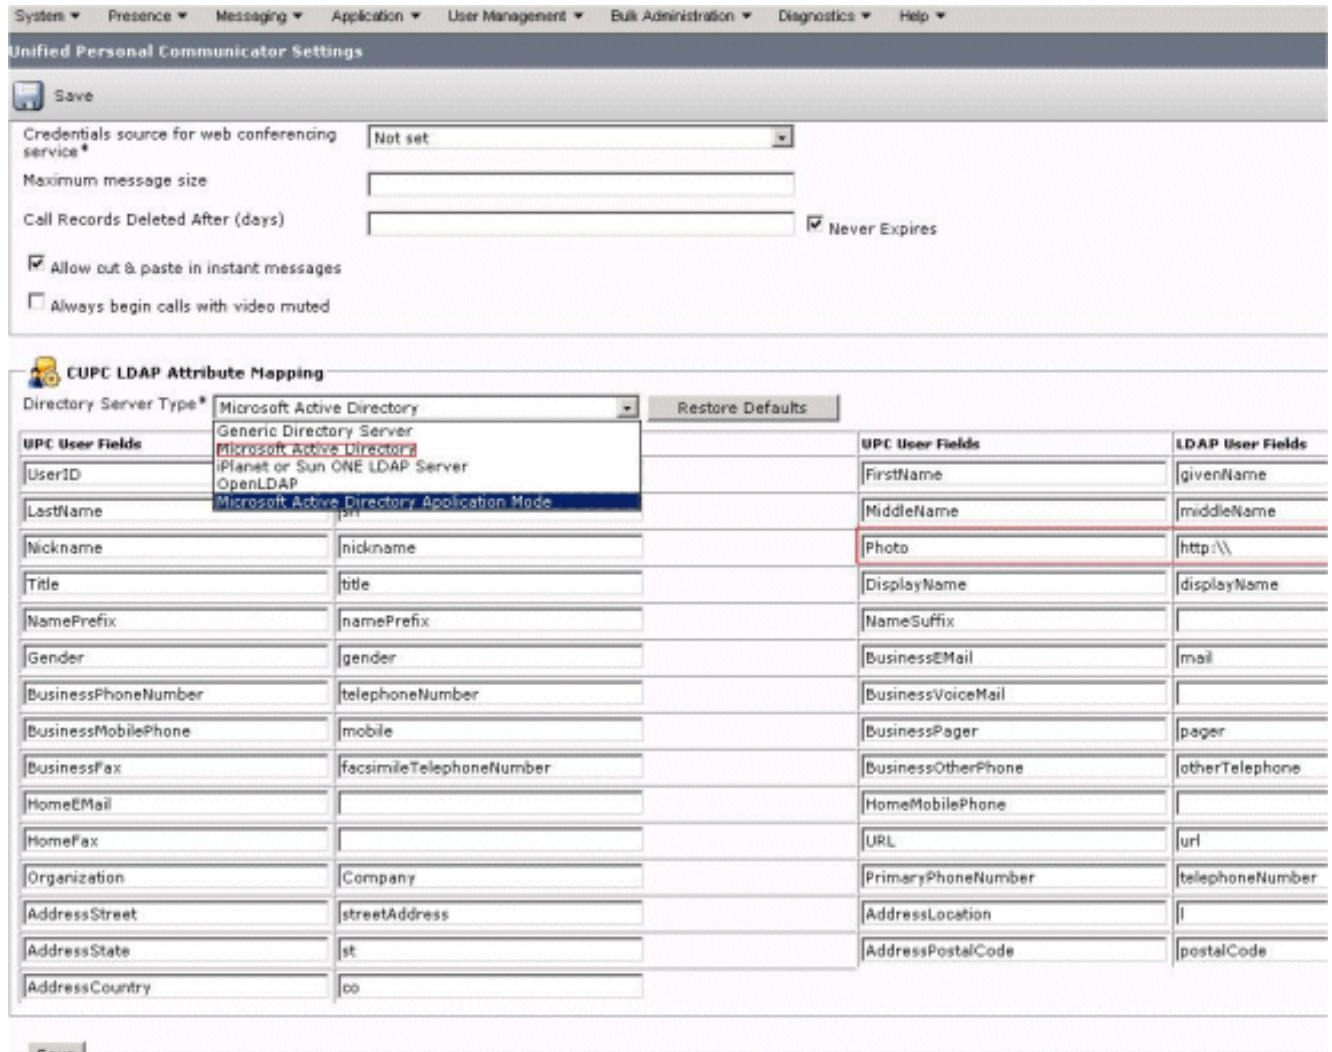 System Presence Messaging Application User Management Bulk Administration Diagnostics Help
Unified Personal Communicator Settings
Save
Credentials source for web conferencing service* Not set
Maximum message size
Call Records Deleted After (days) Never Expires
Allow cut & paste in instant messages
Always begin calls with video muted
CUPC LDAP Attribute Mapping
Directory Server Type* Microsoft Active Directory Restore Defaults
Generic Directory Server
Microsoft Active Directory
iPlanet or Sun ONE LDAP Server
OpenLDAP
Microsoft Active Directory Application Mode
UPC User Fields UPC User Fields LDAP User Fields
UserID FirstName givenName
LastName sn MiddleName middleName
Nickname nickname Photo http:\\
Title title DisplayName displayName
NamePrefix namePrefix NameSuffix
Gender gender BusinessEMail mail
BusinessPhoneNumber telephoneNumber BusinessVoiceMail
BusinessMobilePhone mobile BusinessPager pager
BusinessFax facsimileTelephoneNumber BusinessOtherPhone otherTelephone
HomeEMail HomeMobilePhone
HomeFax URL url
Organization Company PrimaryPhoneNumber telephoneNumber
AddressStreet streetAddress AddressLocation l
AddressState st AddressPostalCode postalCode
AddressCountry co
Save